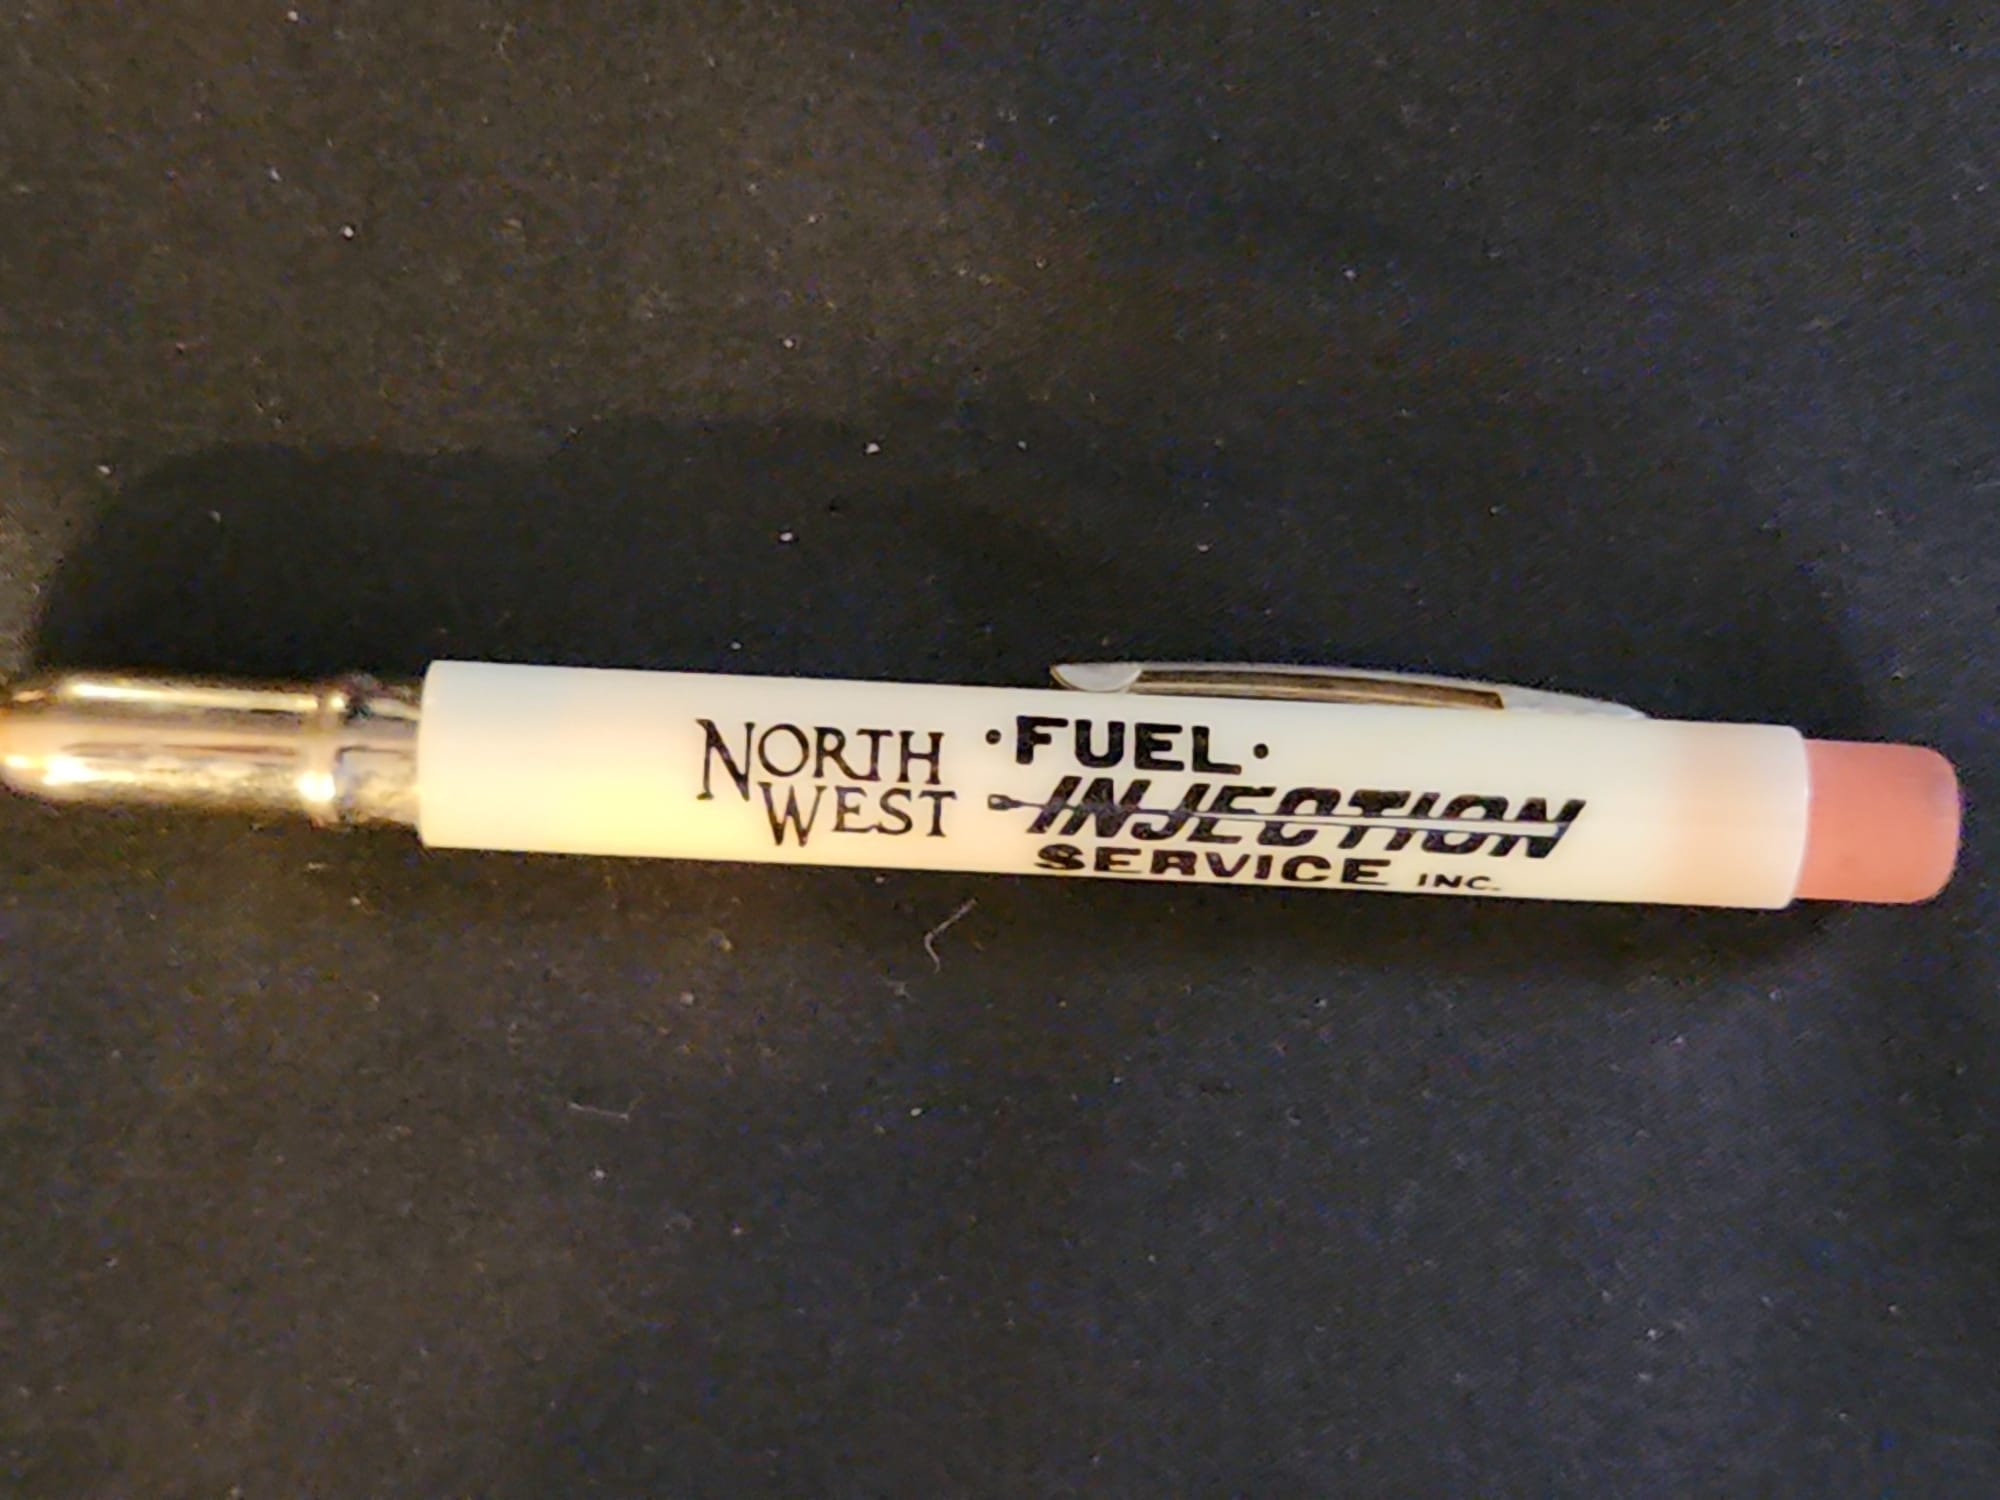 NORTH
WEST
·FUEL·
INJECTION
SERVICE INC.